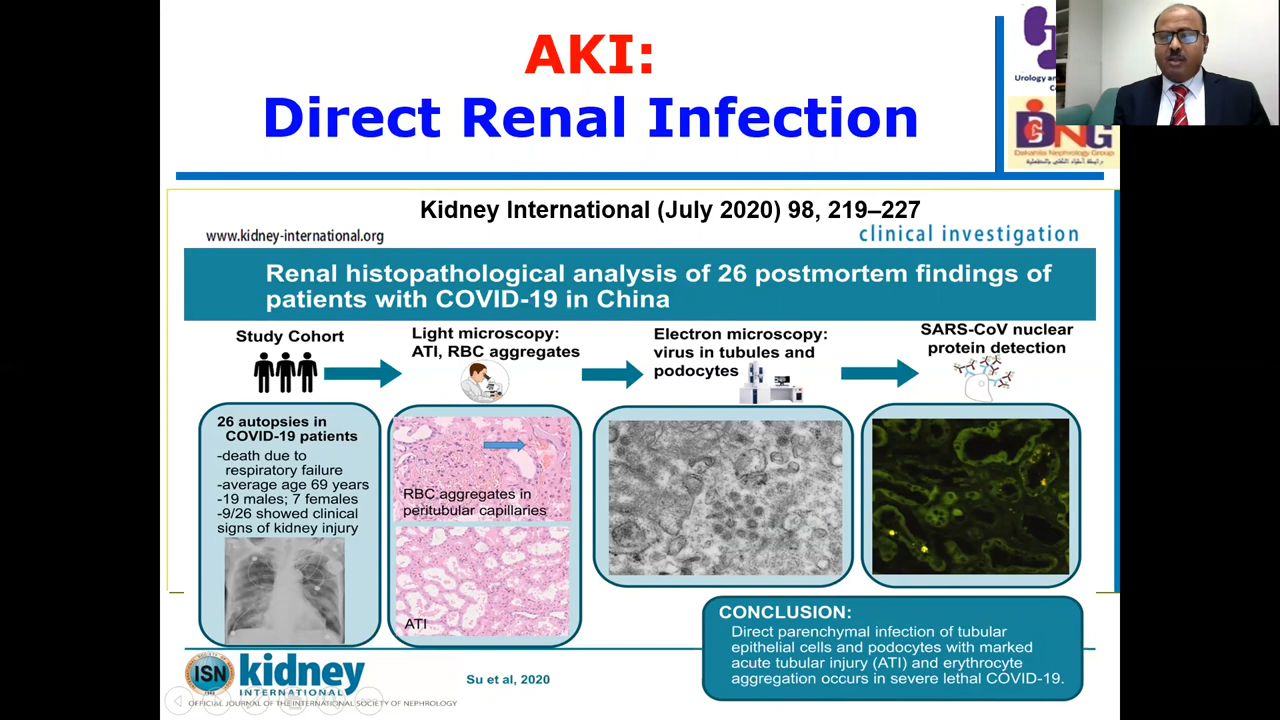 AKI:
Direct Renal Infection
Urology and
DNG
Dakahlia Nephrology Group
Kidney International (July 2020) 98, 219–227
www.kidney-international.org
clinical investigation
Renal histopathological analysis of 26 postmortem findings of
patients with COVID-19 in China
Study Cohort
Light microscopy:
ATI, RBC aggregates
Electron microscopy:
virus in tubules and
podocytes
SARS-CoV nuclear
protein detection
26 autopsies in
COVID-19 patients
-death due to
respiratory failure
-average age 69 years
-19 males; 7 females
-9/26 showed clinical
signs of kidney injury
RBC aggregates in
peritubular capillaries
ATI
CONCLUSION:
Direct parenchymal infection of tubular
epithelial cells and podocytes with marked
acute tubular injury (ATI) and erythrocyte
aggregation occurs in severe lethal COVID-19.
ISN
kidney
INTERNATIONAL
OFFICIAL JOURNAL OF THE INTERNATIONAL SOCIETY OF NEPHROLOGY
Su et al, 2020